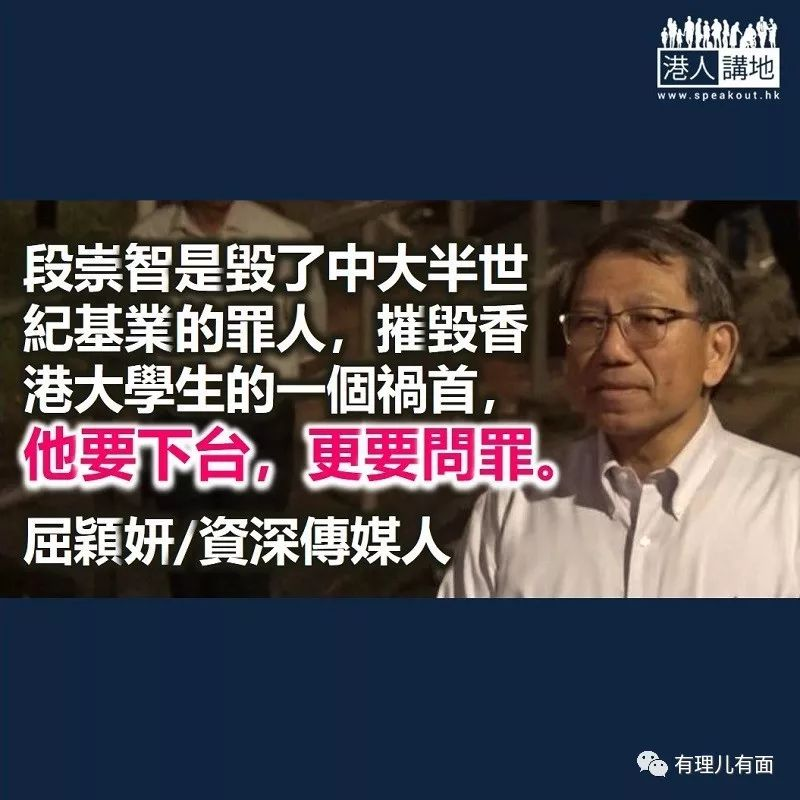 港人講地
www.speakout.hk
段崇智是毀了中大半世
紀基業的罪人，摧毀香
港大學生的一個禍首，
他要下台，更要問罪。
屈穎妍/資深傳媒人
有理儿有面